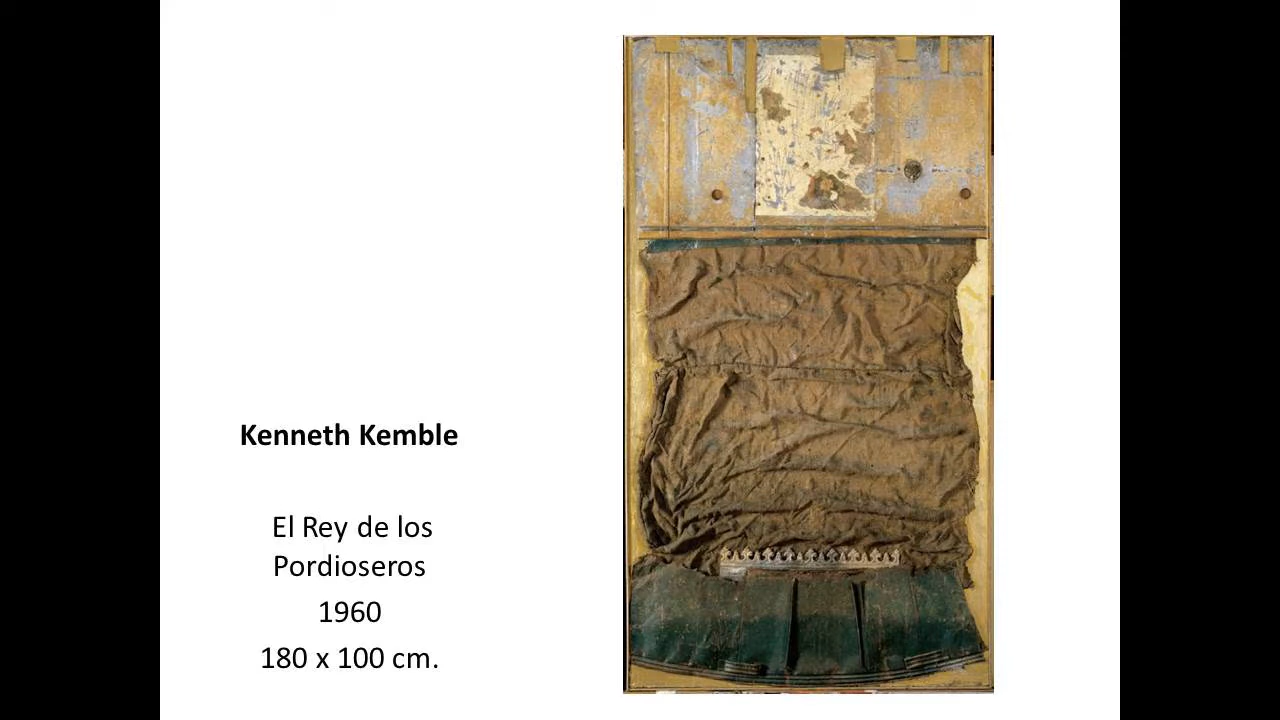 Kenneth Kemble
El Rey de los
Pordioseros
1960
180 x 100 cm.